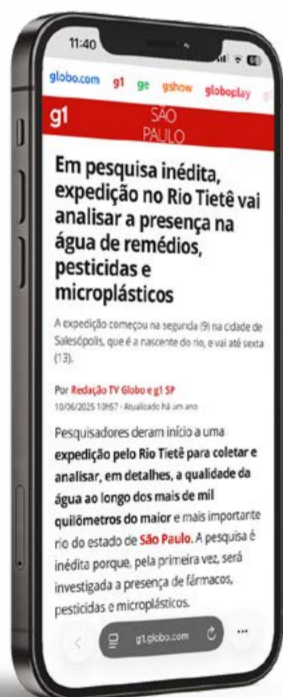 11:40
globo.com g1 ge gshow globoplay
g1 SÃO
PAULO
Em pesquisa inédita,
expedição no Rio Tietê vai
analisar a presença na
água de remédios,
pesticidas e
microplásticos
A expedição começou na segunda (9) na cidade de
Salesópolis, que é a nascente do rio, e vai até sexta
(13).
Por Redação TV Globo e g1 SP
10/06/2025 10h57 · Atualizado há um ano
Pesquisadores deram início a uma
expedição pelo Rio Tietê para coletar e
analisar, em detalhes, a qualidade da
água ao longo dos mais de mil
quilômetros do maior e mais importante
rio do estado de São Paulo. A pesquisa é
inédita porque, pela primeira vez, será
investigada a presença de fármacos,
pesticidas e microplásticos.
g1.globo.com